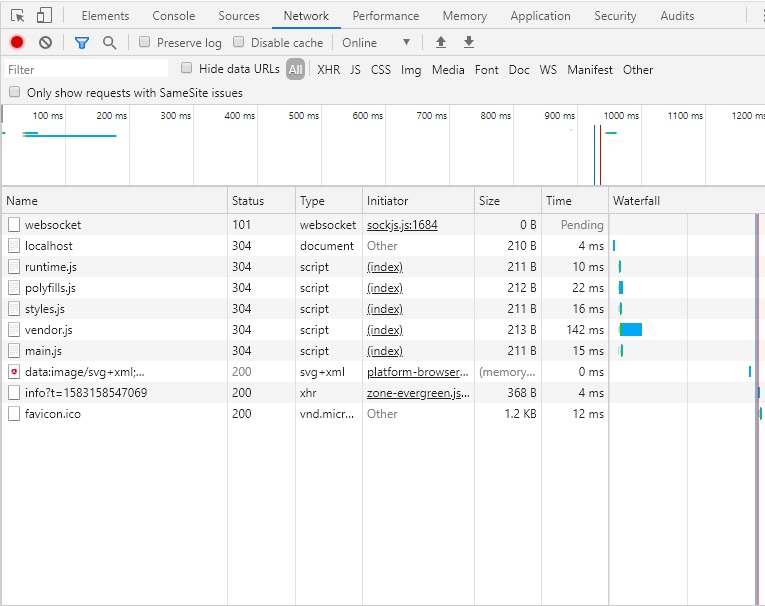 Elements Console Sources Network Performance Memory Application Security Audits
Preserve log Disable cache Online
Filter Hide data URLs All XHR JS CSS Img Media Font Doc WS Manifest Other
Only show requests with SameSite issues
100 ms 200 ms 300 ms 400 ms 500 ms 600 ms 700 ms 800 ms 900 ms 1000 ms 1100 ms 1200 ms
Name Status Type Initiator Size Time Waterfall
websocket 101 websocket sockjs.js:1684 0 B Pending
localhost 304 document Other 210 B 4 ms
runtime.js 304 script (index) 211 B 10 ms
polyfills.js 304 script (index) 212 B 22 ms
styles.js 304 script (index) 211 B 16 ms
vendor.js 304 script (index) 213 B 142 ms
main.js 304 script (index) 211 B 15 ms
data:image/svg+xml;... 200 svg+xml platform-browser... (memory... 0 ms
info?t=1583158547069 200 xhr zone-evergreen.js... 368 B 4 ms
favicon.ico 200 vnd.micr... Other 1.2 KB 12 ms